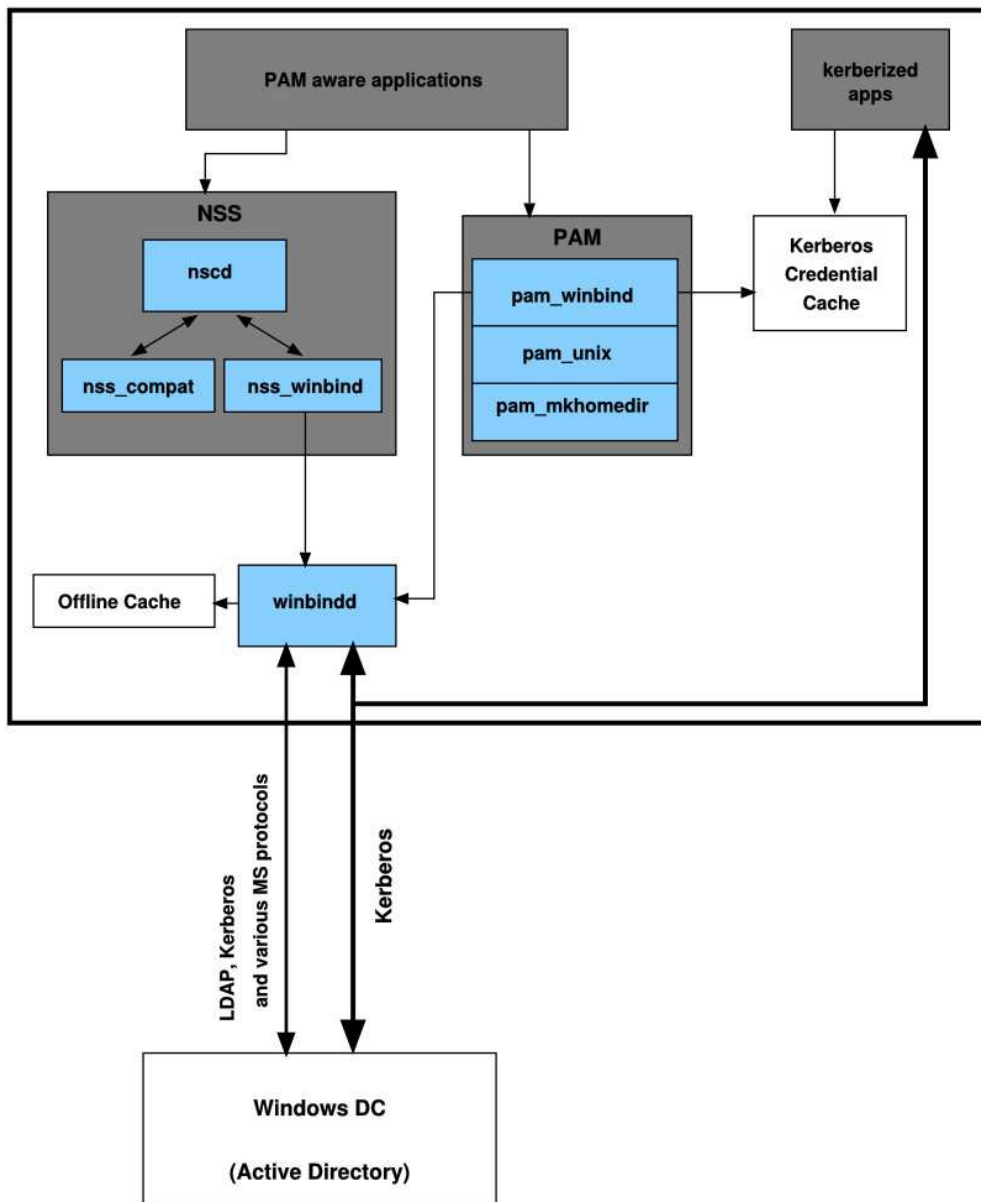 PAM aware applications
kerberized
apps
NSS
nscd
nss_compat
nss_winbind
PAM
pam_winbind
pam_unix
pam_mkhomedir
Kerberos
Credential
Cache
Offline Cache
winbindd
LDAP, Kerberos
and various MS protocols
Kerberos
Windows DC
(Active Directory)